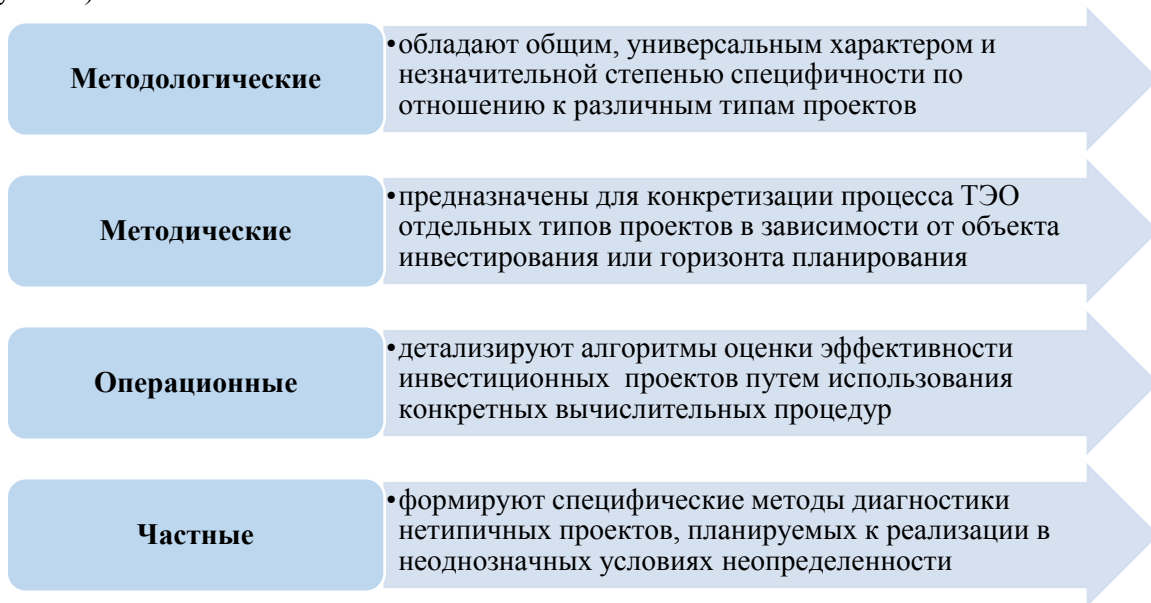 Методологические
•обладают общим, универсальным характером и
незначительной степенью специфичности по
отношению к различным типам проектов
Методические
•предназначены для конкретизации процесса ТЭО
отдельных типов проектов в зависимости от объекта
инвестирования или горизонта планирования
Операционные
•детализируют алгоритмы оценки эффективности
инвестиционных проектов путем использования
конкретных вычислительных процедур
Частные
•формируют специфические методы диагностики
нетипичных проектов, планируемых к реализации в
неоднозначных условиях неопределенности